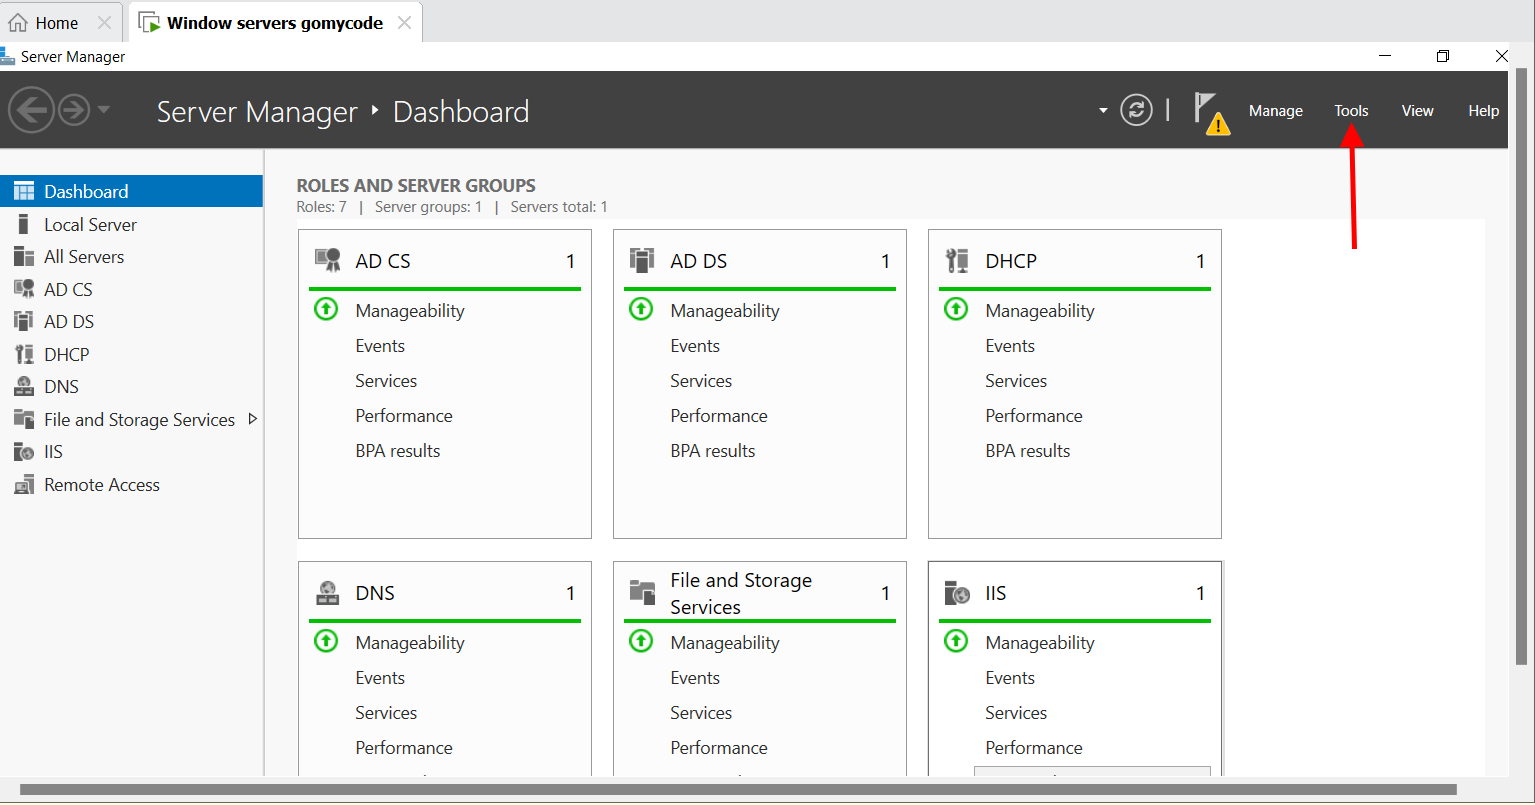 Home
Window servers gomycode
Server Manager
Server Manager ‣ Dashboard
Manage
Tools
View
Help
Dashboard
Local Server
All Servers
AD CS
AD DS
DHCP
DNS
File and Storage Services
IIS
Remote Access
ROLES AND SERVER GROUPS
Roles: 7 | Server groups: 1 | Servers total: 1
AD CS 1
Manageability
Events
Services
Performance
BPA results
AD DS 1
Manageability
Events
Services
Performance
BPA results
DHCP 1
Manageability
Events
Services
Performance
BPA results
DNS 1
Manageability
Events
Services
Performance
File and Storage
Services 1
Manageability
Events
Services
Performance
IIS 1
Manageability
Events
Services
Performance